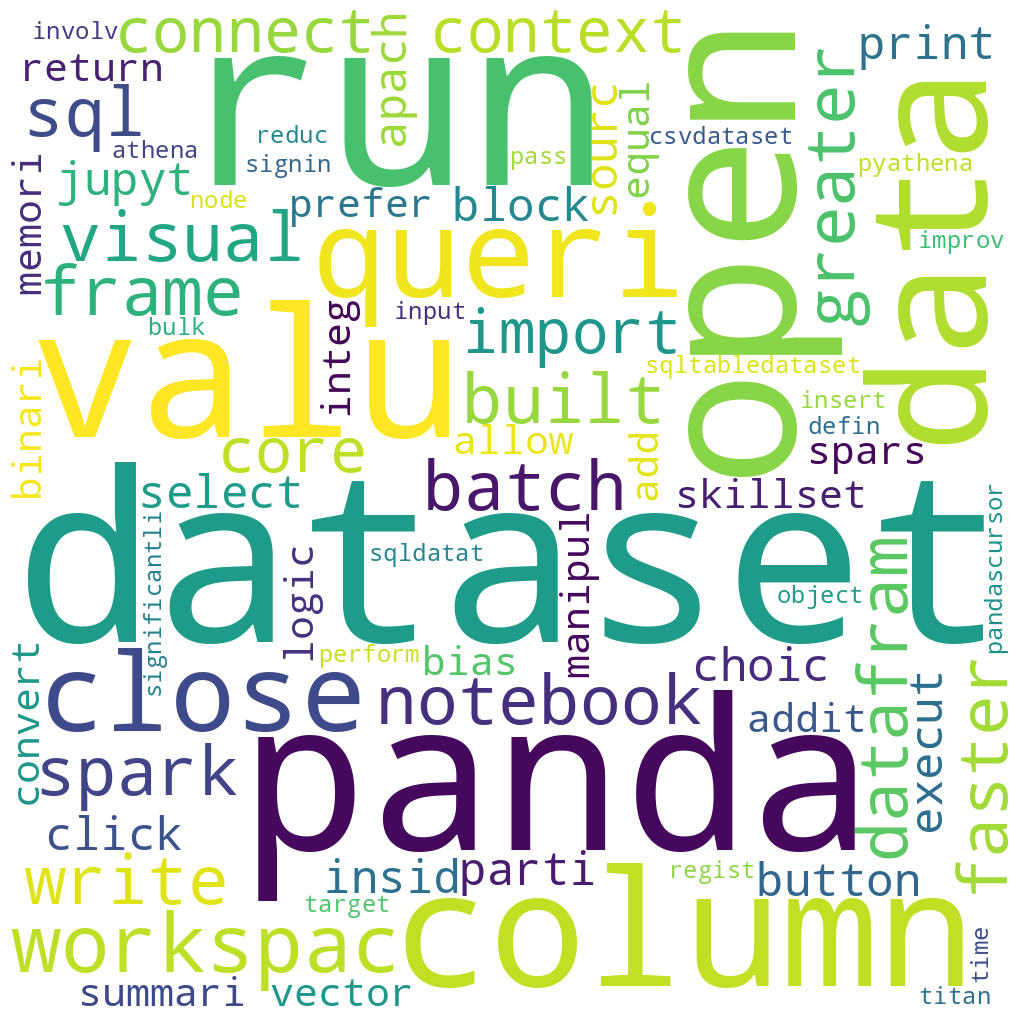 involv
connect
context
print
return
run
apach
open
data
greater
sql
reduc
sourc
equal
csvdataset
athena
signin
pass
pyathena
jupyt
node
prefer
block
memori
visual
queri
improv
frame
bulk
integ
input
import
valu
sqltabledataset
binari
built
insert
core
allow
add
defin
spars
select
batch
skillset
dataset
significantli
logic
sqldatat
manipul
object
datafram
pandascursor
convert
close
perform
bias
choic
notebook
addit
execut
faster
spark
panda
click
write
insid
parti
regist
button
target
column
workspac
time
summari
vector
titan